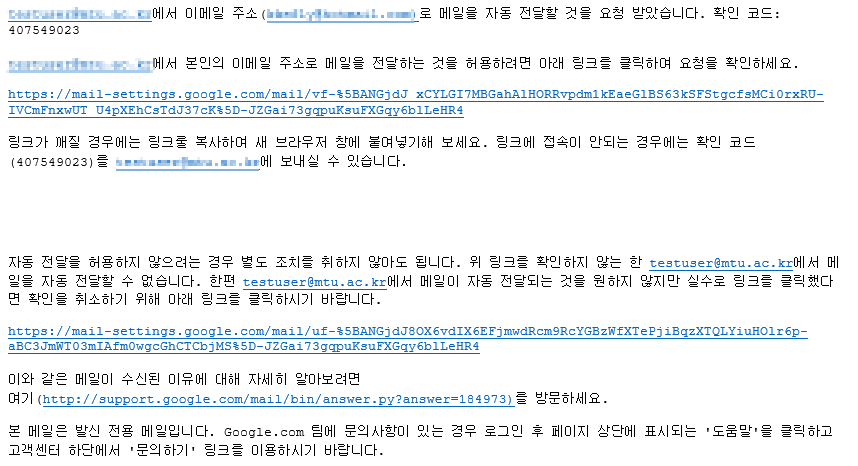 에서 이메일 주소( )로 메일을 자동 전달할 것을 요청 받았습니다. 확인 코드:
407549023
에서 본인의 이메일 주소로 메일을 전달하는 것을 허용하려면 아래 링크를 클릭하여 요청을 확인하세요.
https://mail-settings.google.com/mail/vf-%5BANGjdJ_xCYLGI7MBGahAlHORRvpdm1kEaeGlBS63kSFStgcfsMCi0rxRU-
IVCmFnxwUT_U4pXEhCsTdJ37cK%5D-JZGai73gqpuKsuFXGqy6blLeHR4
링크가 깨질 경우에는 링크를 복사하여 새 브라우저 창에 붙여넣기해 보세요. 링크에 접속이 안되는 경우에는 확인 코드
(407549023)를 에 보내실 수 있습니다.
자동 전달을 허용하지 않으려는 경우 별도 조치를 취하지 않아도 됩니다. 위 링크를 확인하지 않는 한 testuser@mtu.ac.kr에서 메
일을 자동 전달할 수 없습니다. 한편 testuser@mtu.ac.kr에서 메일이 자동 전달되는 것을 원하지 않지만 실수로 링크를 클릭했다
면 확인을 취소하기 위해 아래 링크를 클릭하시기 바랍니다.
https://mail-settings.google.com/mail/uf-%5BANGjdJ8OX6vdIX6EFjmwdRcm9RcYGBzWfXTePjiBqzXTQLYiuHOlr6p-
aBC3JmWT03mIAfm0wgcGhCTCbjMS%5D-JZGai73gqpuKsuFXGqy6blLeHR4
이와 같은 메일이 수신된 이유에 대해 자세히 알아보려면
여기(http://support.google.com/mail/bin/answer.py?answer=184973)를 방문하세요.
본 메일은 발신 전용 메일입니다. Google.com 팀에 문의사항이 있는 경우 로그인 후 페이지 상단에 표시되는 '도움말'을 클릭하고
고객센터 하단에서 '문의하기' 링크를 이용하시기 바랍니다.